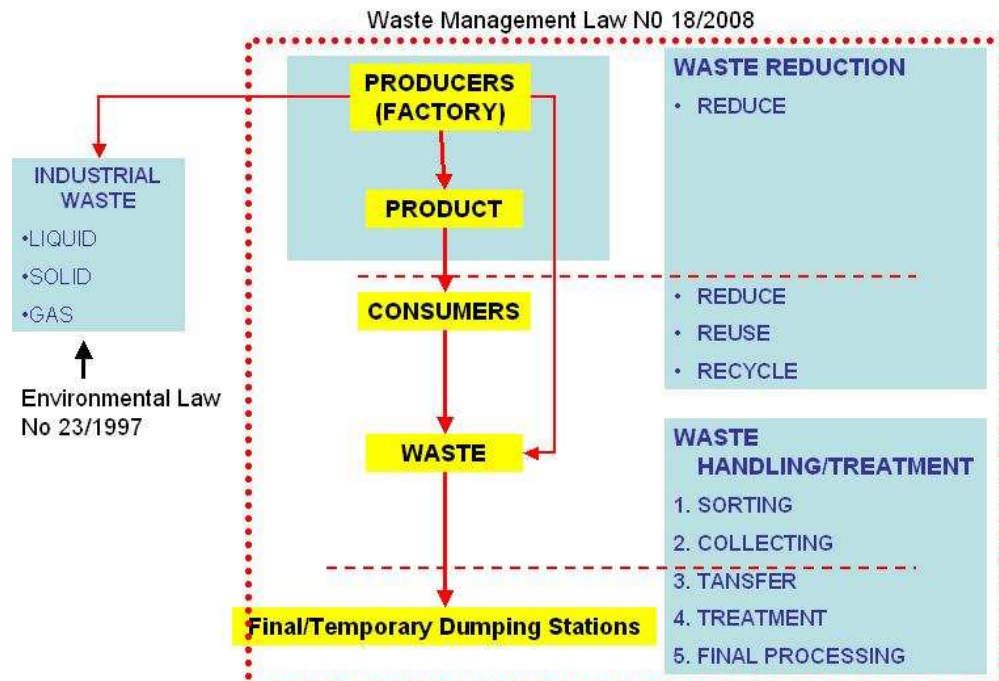 Waste Management Law N0 18/2008
PRODUCERS
(FACTORY)
PRODUCT
CONSUMERS
WASTE
Final/Temporary Dumping Stations
INDUSTRIAL
WASTE
•LIQUID
•SOLID
•GAS
Environmental Law
No 23/1997
WASTE REDUCTION
• REDUCE
• REDUCE
• REUSE
• RECYCLE
WASTE
HANDLING/TREATMENT
1. SORTING
2. COLLECTING
3. TANSFER
4. TREATMENT
5. FINAL PROCESSING